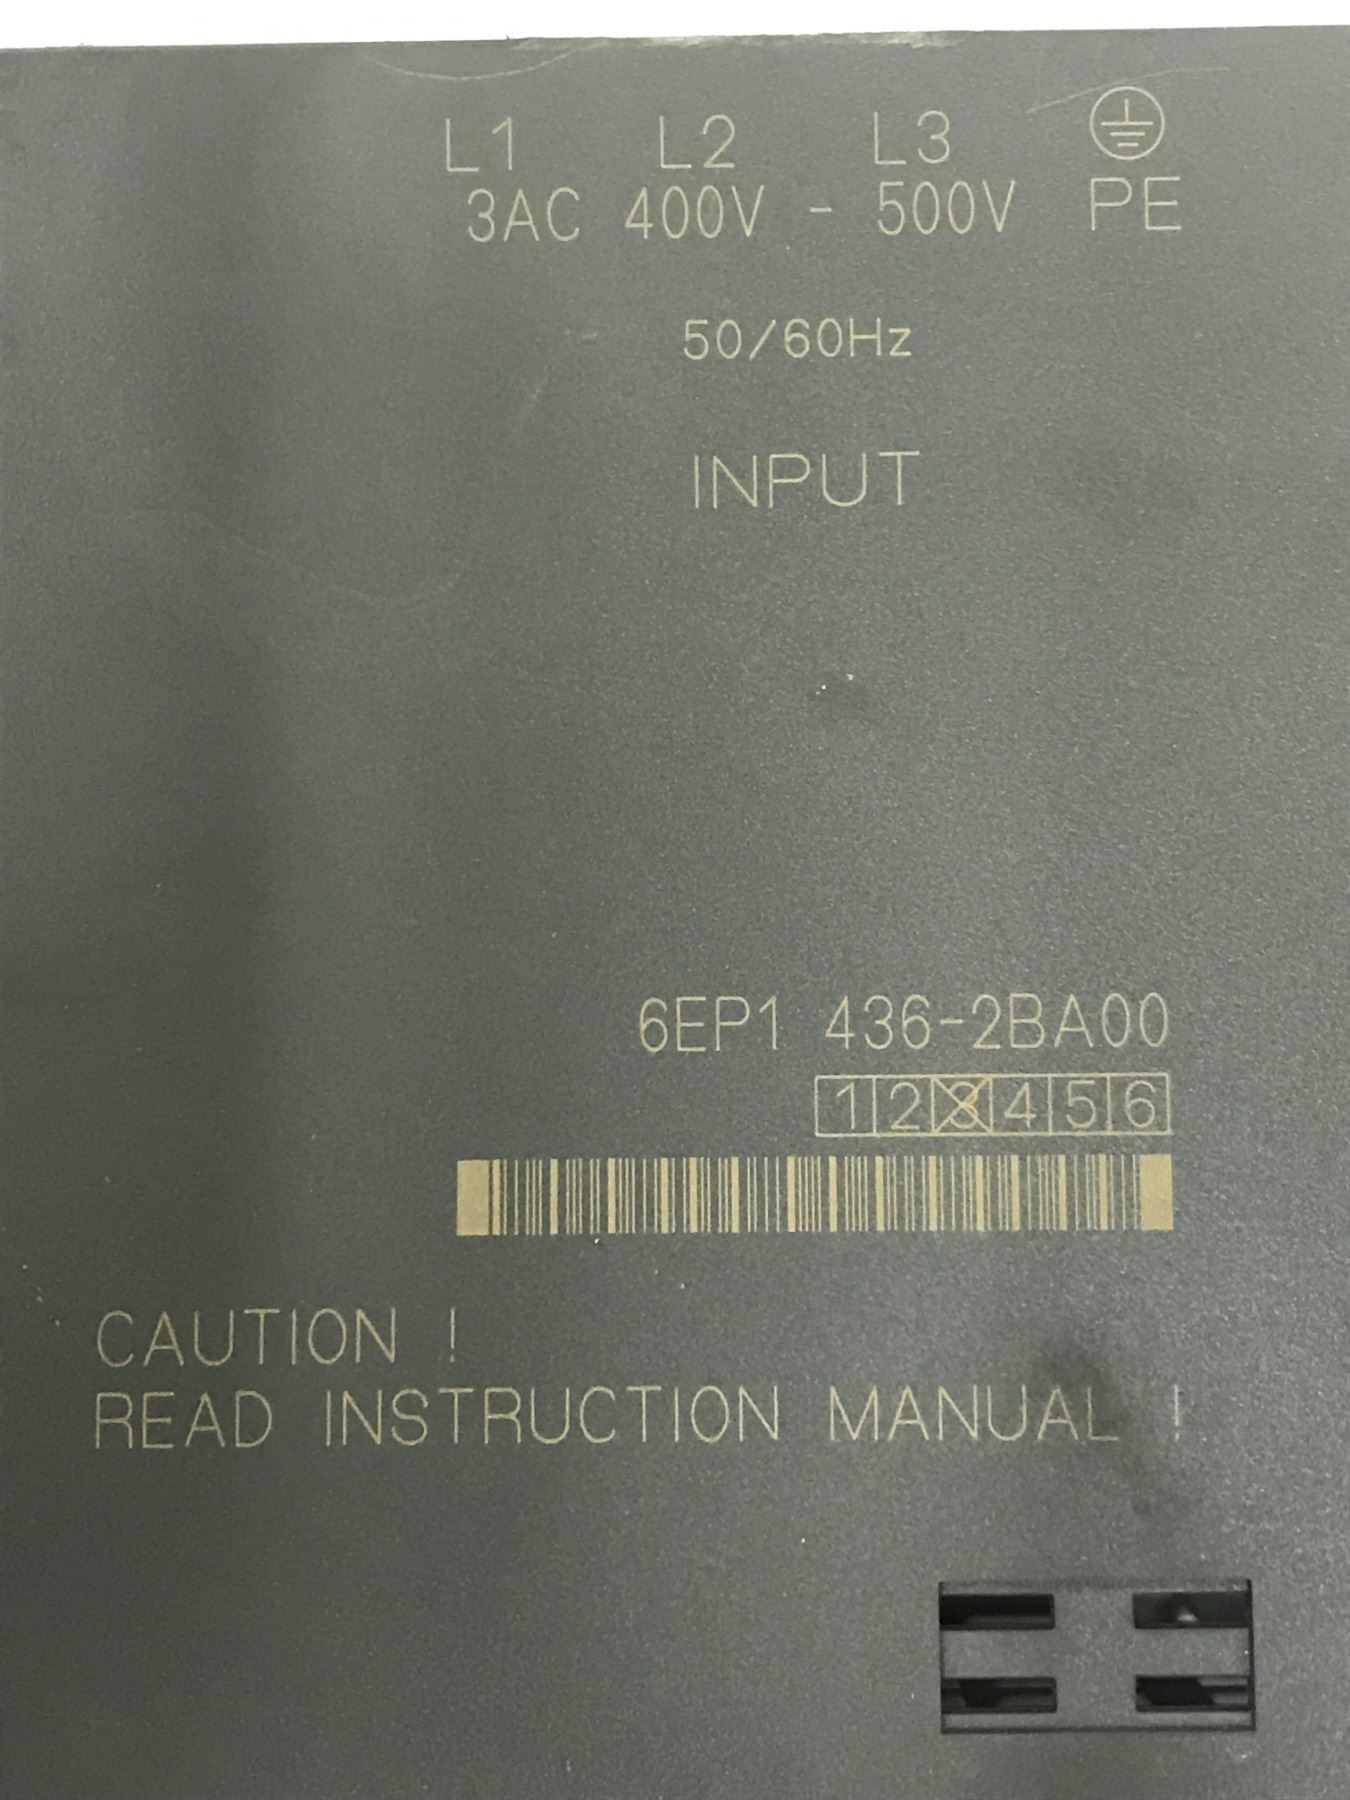 L1 L2 L3
3AC 400V - 500V PE
50/60Hz
INPUT
6EP1 436-2BA00
1 2 3 4 5 6
CAUTION !
READ INSTRUCTION MANUAL !